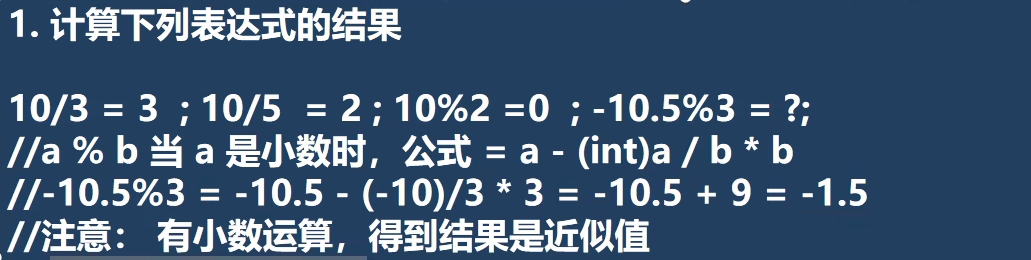 1. 计算下列表达式的结果
10/3 = 3  ; 10/5  = 2 ; 10%2 =0  ; -10.5%3 = ?;
//a % b 当 a 是小数时，公式 = a - (int)a / b * b
//-10.5%3 = -10.5 - (-10)/3 * 3 = -10.5 + 9 = -1.5
//注意： 有小数运算，得到结果是近似值